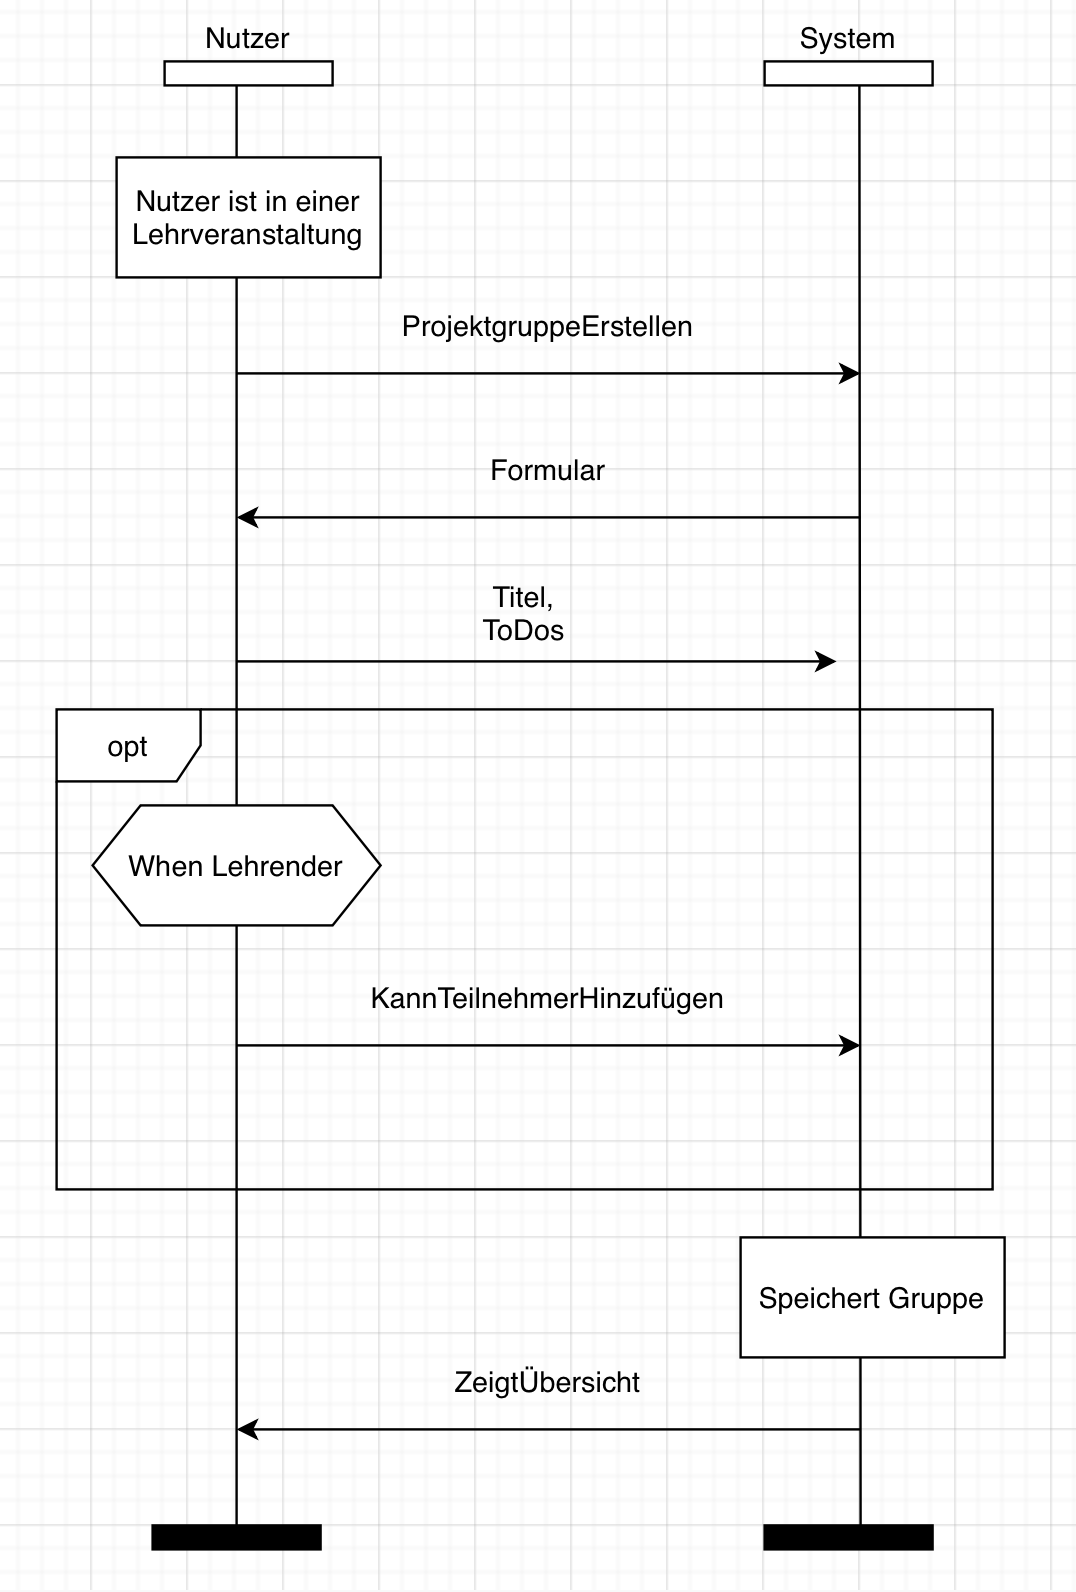 Nutzer
System
Nutzer ist in einer
Lehrveranstaltung
ProjektgruppeErstellen
Formular
Titel,
ToDos
opt
When Lehrender
KannTeilnehmerHinzufügen
Speichert Gruppe
ZeigtÜbersicht